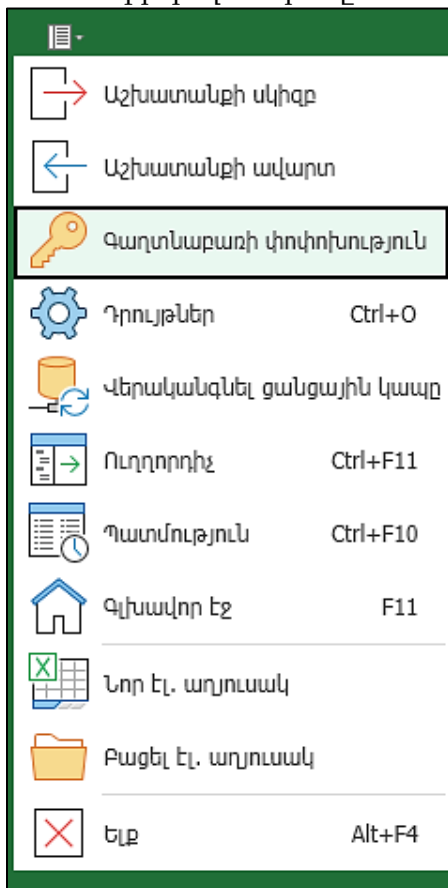 Աշխատանքի սկիզբ
Աշխատանքի ավարտ
Գաղտնաբառի փոփոխություն
Դրույթներ Ctrl+O
Վերականգնել ցանցային կապը
Ուղղորդիչ Ctrl+F11
Պատմություն Ctrl+F10
Գլխավոր էջ F11
Նոր էլ. աղյուսակ
Բացել էլ. աղյուսակ
Ելք Alt+F4